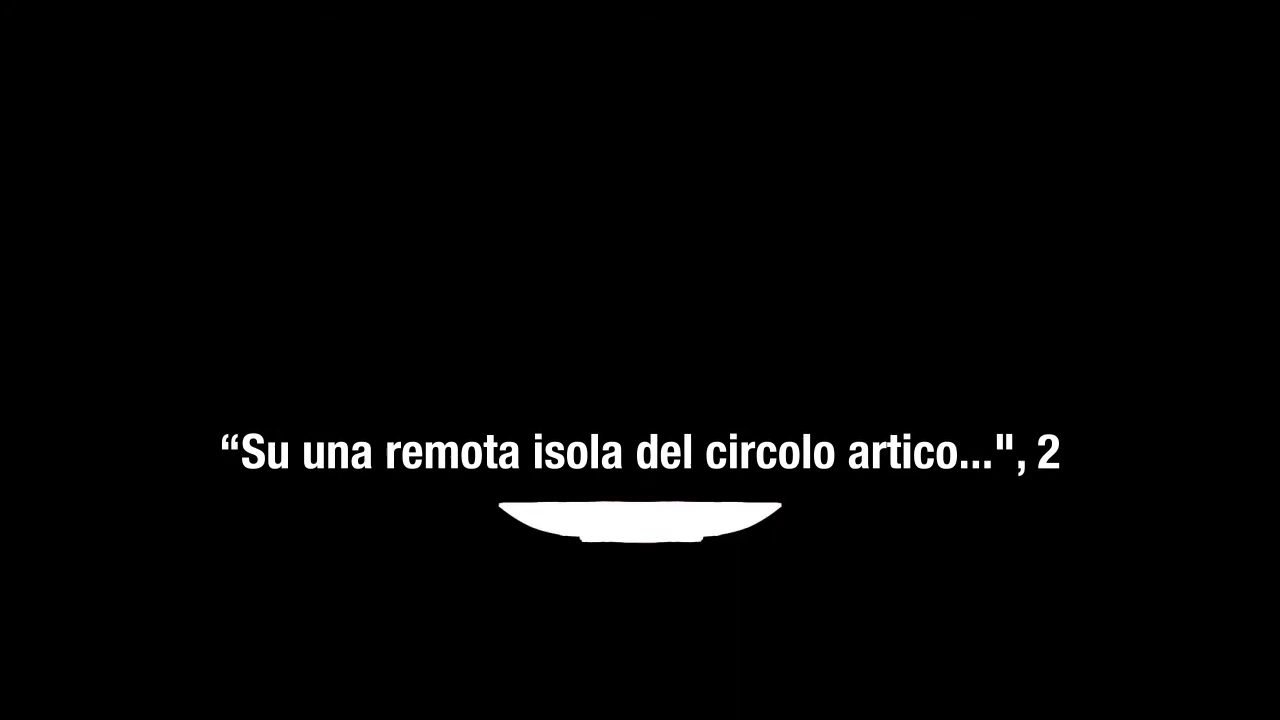 “Su una remota isola del circolo artico...", 2